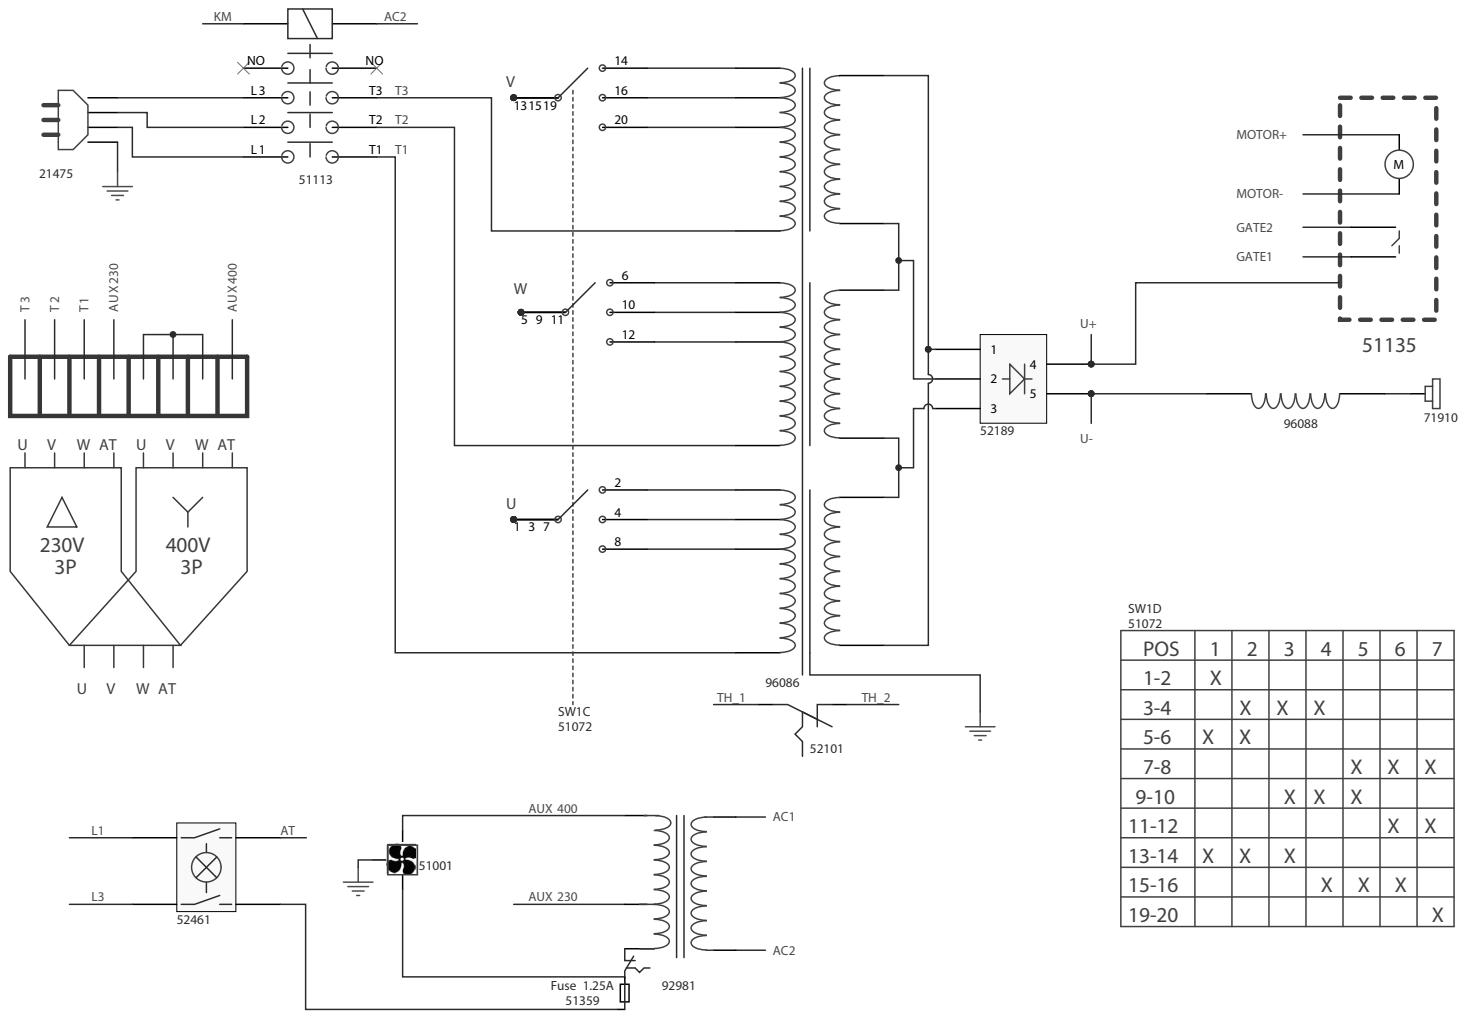 KM AC2
NO NO
L3 T3 T3
L2 T2 T2
L1 T1 T1
21475
51113
V
131519
14
16
20
W
5 9 11
6
10
12
U
1 3 7
2
4
8
SW1C
51072
96086
TH_1 TH_2
52101
1
2
3
4
5
52189
U+
U-
MOTOR+
MOTOR-
GATE2
GATE1
M
51135
96088
71910
T3 T2 T1 AUX230 AUX400
U V W AT U V W AT
230V
3P
400V
3P
U V W AT
SW1D
51072
POS 1 2 3 4 5 6 7
1-2 X
3-4 X X X
5-6 X X
7-8 X X X
9-10 X X X
11-12 X X
13-14 X X X
15-16 X X X
19-20 X
L1 AT
L3
52461
51001
AUX 400
AUX 230
AC1
AC2
Fuse 1.25A
51359
92981